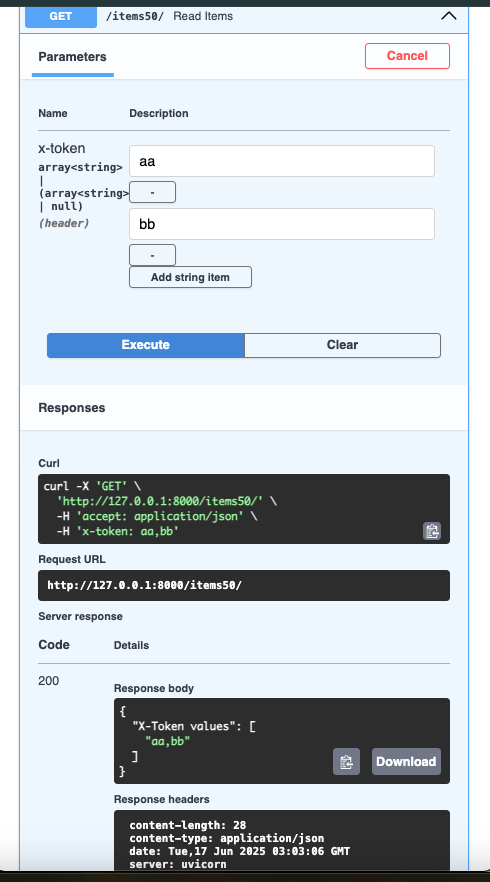 GET /items50/ Read Items
Parameters
Cancel
Name Description
x-token
array<string>
|
(array<string>
| null)
(header)
aa
-
bb
-
Add string item
Execute Clear
Responses
Curl
curl -X 'GET' \
'http://127.0.0.1:8000/items50/' \
-H 'accept: application/json' \
-H 'x-token: aa,bb'
Request URL
http://127.0.0.1:8000/items50/
Server response
Code Details
200
Response body
{
"X-Token values": [
"aa,bb"
]
}
Download
Response headers
content-length: 28
content-type: application/json
date: Tue,17 Jun 2025 03:03:06 GMT
server: uvicorn